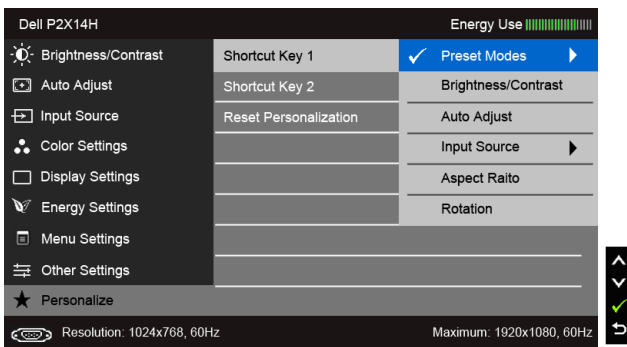 Dell P2X14H
Energy Use
Brightness/Contrast
Auto Adjust
Input Source
Color Settings
Display Settings
Energy Settings
Menu Settings
Other Settings
Personalize
Shortcut Key 1
Shortcut Key 2
Reset Personalization
Preset Modes
Brightness/Contrast
Auto Adjust
Input Source
Aspect Raito
Rotation
Resolution: 1024x768, 60Hz
Maximum: 1920x1080, 60Hz